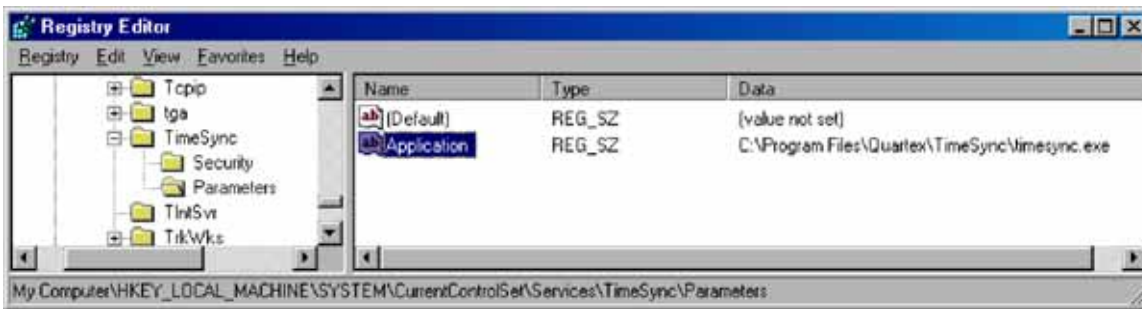 Registry Editor
Registry Edit View Favorites Help
Tcpip
tga
TimeSync
Security
Parameters
TlntSvr
TrkWks
Name Type Data
(Default) REG_SZ (value not set)
Application REG_SZ C:\Program Files\Quartex\TimeSync\timesync.exe
My Computer\HKEY_LOCAL_MACHINE\SYSTEM\CurrentControlSet\Services\TimeSync\Parameters